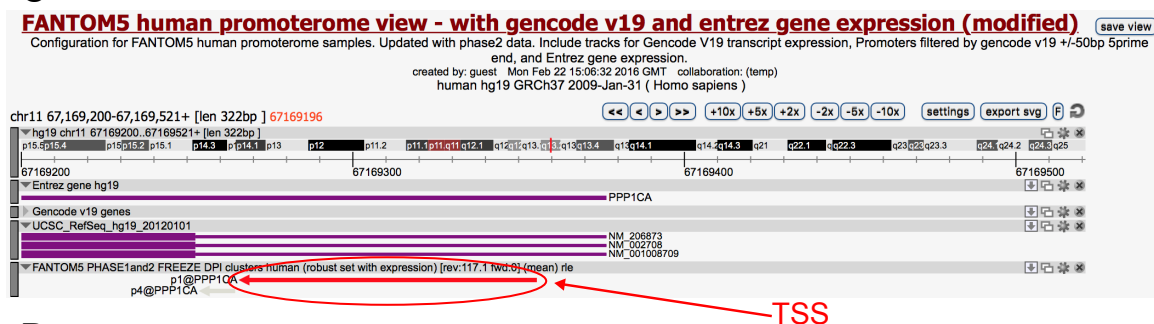 FANTOM5 human promoterome view - with gencode v19 and entrez gene expression (modified) save view
Configuration for FANTOM5 human promoterome samples. Updated with phase2 data. Include tracks for Gencode V19 transcript expression, Promoters filtered by gencode v19 +/-50bp 5prime
end, and Entrez gene expression.
created by: guest Mon Feb 22 15:06:32 2016 GMT collaboration: (temp)
human hg19 GRCh37 2009-Jan-31 ( Homo sapiens )
chr11 67,169,200-67,169,521+ [len 322bp ] 67169196 << < > >> +10x +5x +2x -2x -5x -10x settings export svg F
hg19 chr11 67169200..67169521+ [len 322bp ]
p15.4 p15.2 p15.1 p14.3 p14.1 p13 p12 p11.2 p11.1 q11 q12.1 q13.4 q14.1 q14.3 q21 q22.1 q22.3 q23.3 q24.2 q24.3 q25
67169200 67169300 67169400 67169500
Entrez gene hg19
PPP1CA
Gencode v19 genes
UCSC_RefSeq_hg19_20120101
NM_206873
NM_002708
NM_001008709
FANTOM5 PHASE1and2 FREEZE DPI clusters human (robust set with expression) [rev:117.1 fwd:0] (mean) rle
p1@PPP1CA
p4@PPP1CA
TSS